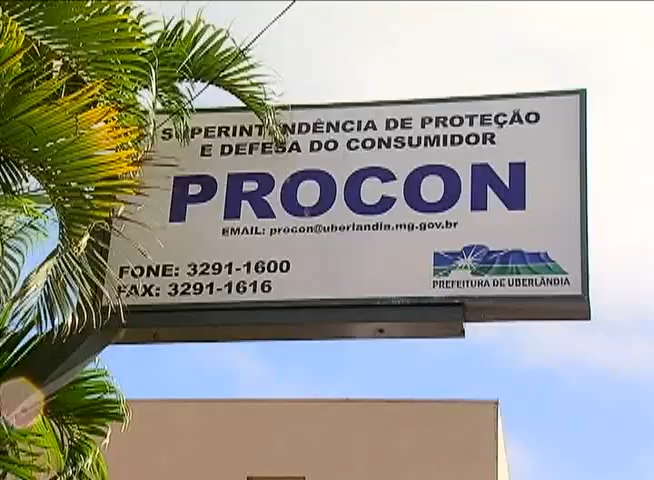 SUPERINTENDÊNCIA DE PROTEÇÃO
E DEFESA DO CONSUMIDOR
PROCON
EMAIL: procon@uberlandia.mg.gov.br
FONE: 3291-1600
FAX: 3291-1616
PREFEITURA DE UBERLÂNDIA